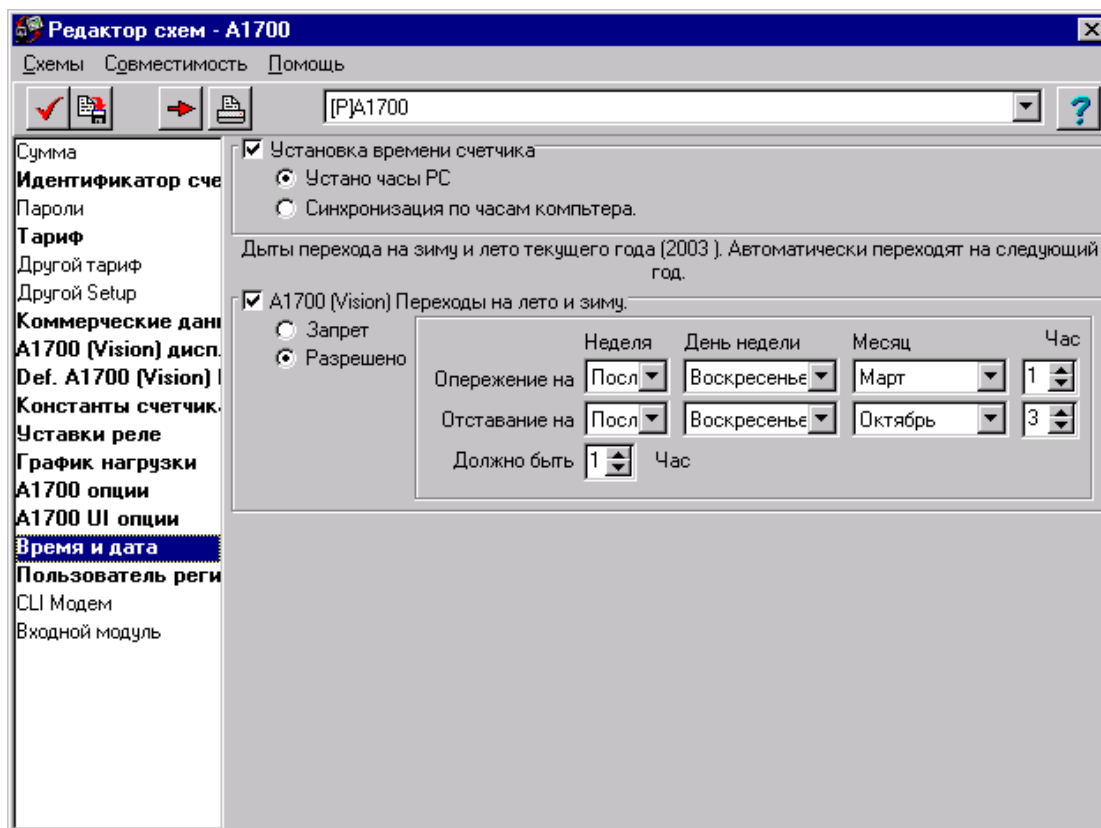 Редактор схем - A1700
Схемы Совместимость Помощь
[P]A1700
Сумма
Идентификатор сче
Пароли
Тариф
Другой тариф
Другой Setup
Коммерческие данн
A1700 (Vision) дисп.
Def. A1700 (Vision)
Константы счетчик
Уставки реле
График нагрузки
A1700 опции
A1700 UI опции
Время и дата
Пользователь реги
CLI Модем
Входной модуль
Установка времени счетчика
Устано часы PC
Синхронизация по часам компьтера.
Дыты перехода на зиму и лето текущего года (2003 ). Автоматически переходят на следующий
год.
A1700 (Vision) Переходы на лето и зиму.
Запрет
Разрешено
Неделя День недели Месяц Час
Опережение на Посл Воскресенье Март 1
Отставание на Посл Воскресенье Октябрь 3
Должно быть 1 Час